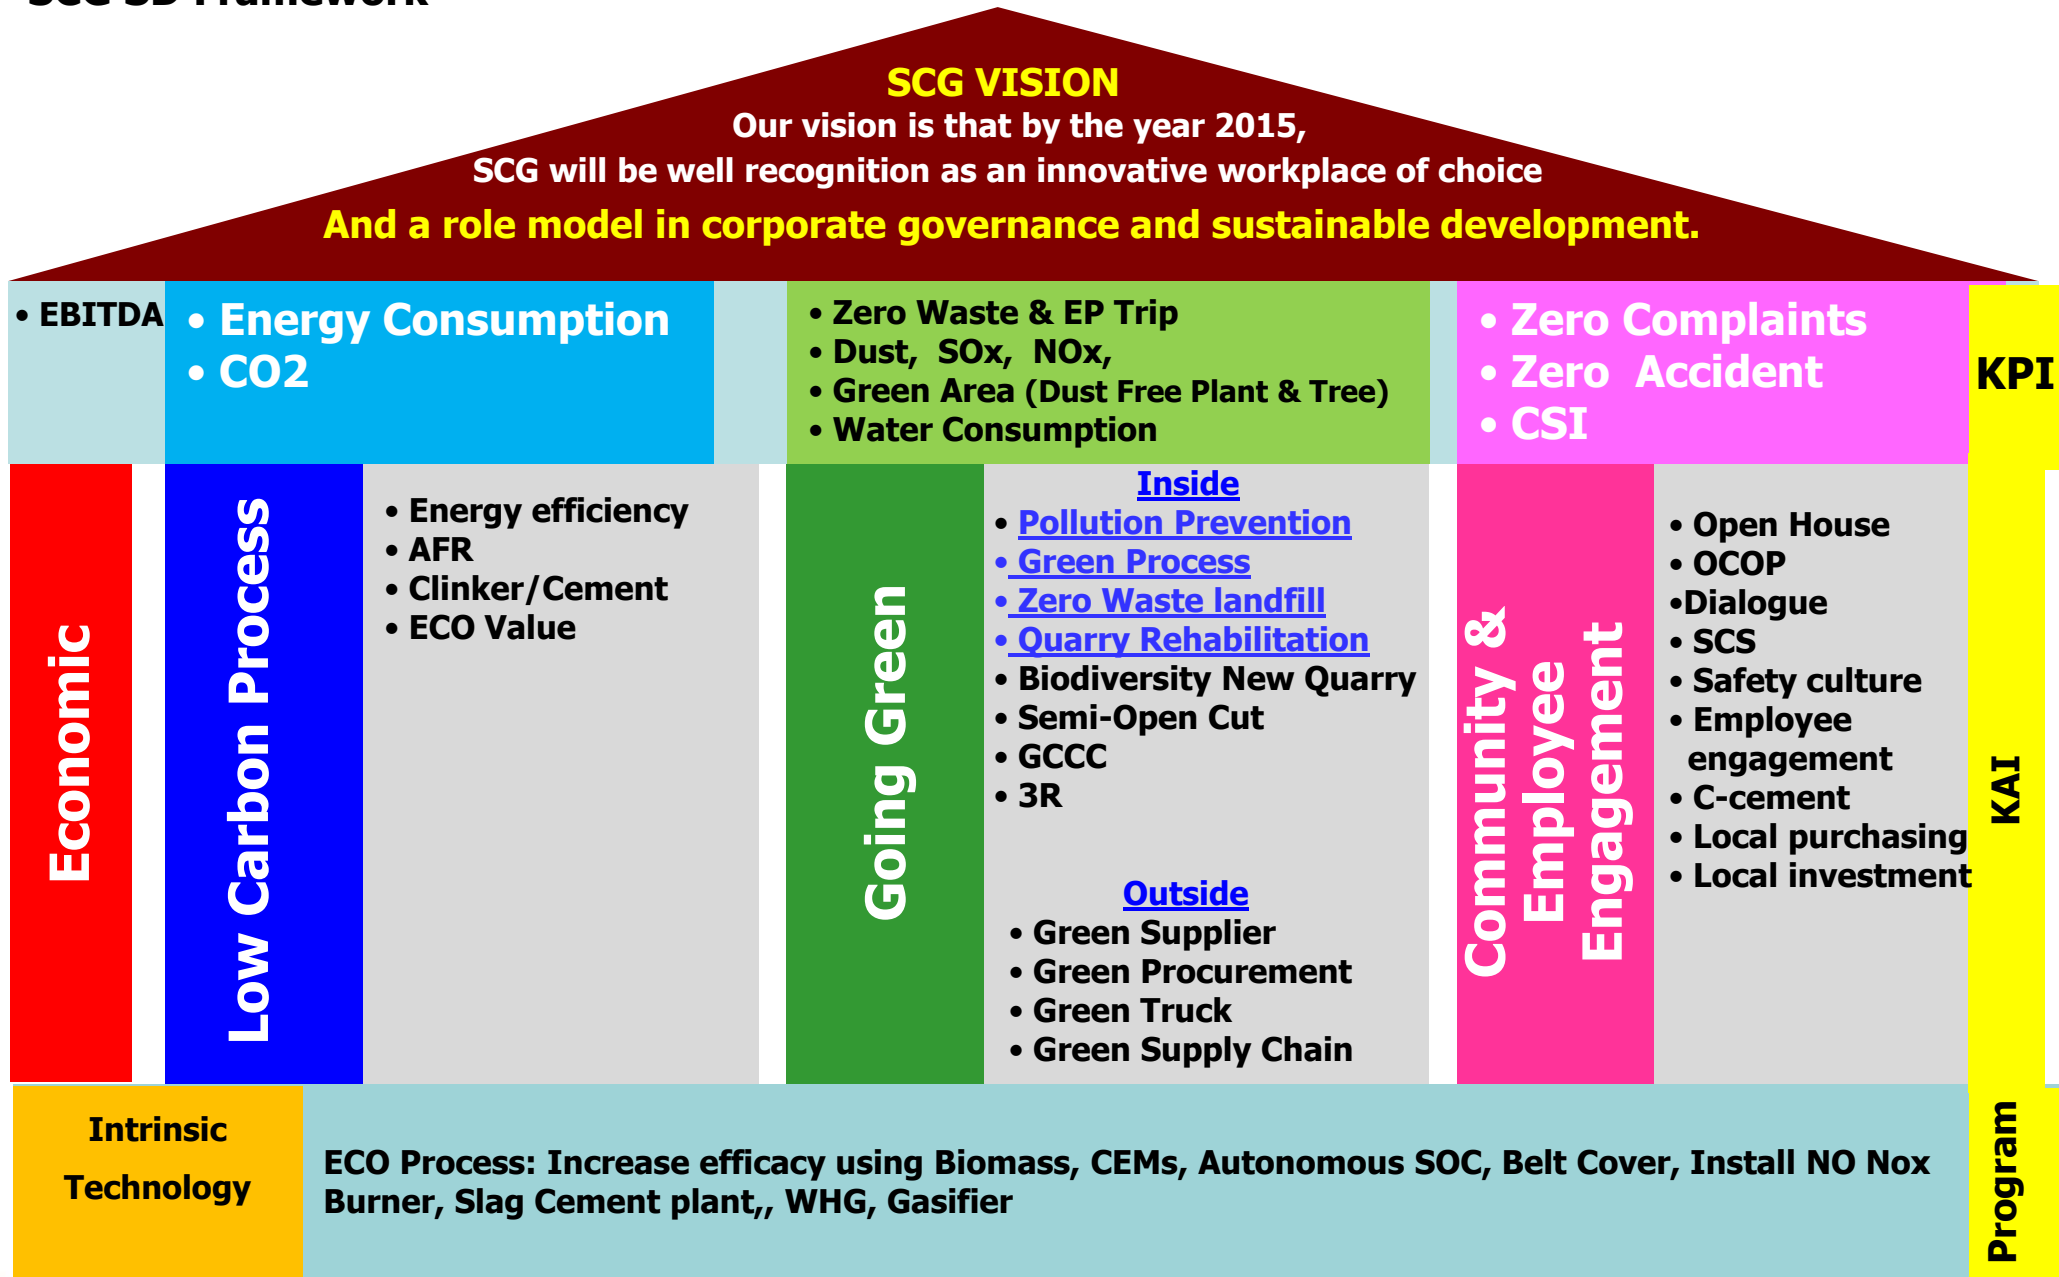 SCG SD Framework
SCG VISION
Our vision is that by the year 2015,
SCG will be well recognition as an innovative workplace of choice
And a role model in corporate governance and sustainable development.
• EBITDA
• Energy Consumption
• CO2
• Zero Waste & EP Trip
• Dust, SOx, NOx,
• Green Area (Dust Free Plant & Tree)
• Water Consumption
• Zero Complaints
• Zero Accident
• CSI
KPI
Economic
Low Carbon Process
• Energy efficiency
• AFR
• Clinker/Cement
• ECO Value
Going Green
Inside
• Pollution Prevention
• Green Process
• Zero Waste landfill
• Quarry Rehabilitation
• Biodiversity New Quarry
• Semi-Open Cut
• GCCC
• 3R
Outside
• Green Supplier
• Green Procurement
• Green Truck
• Green Supply Chain
Community &
Employee
Engagement
• Open House
• OCOP
•Dialogue
• SCS
• Safety culture
• Employee
engagement
• C-cement
• Local purchasing
• Local investment
KAI
Intrinsic
Technology
ECO Process: Increase efficacy using Biomass, CEMs, Autonomous SOC, Belt Cover, Install NO Nox
Burner, Slag Cement plant,, WHG, Gasifier
Program